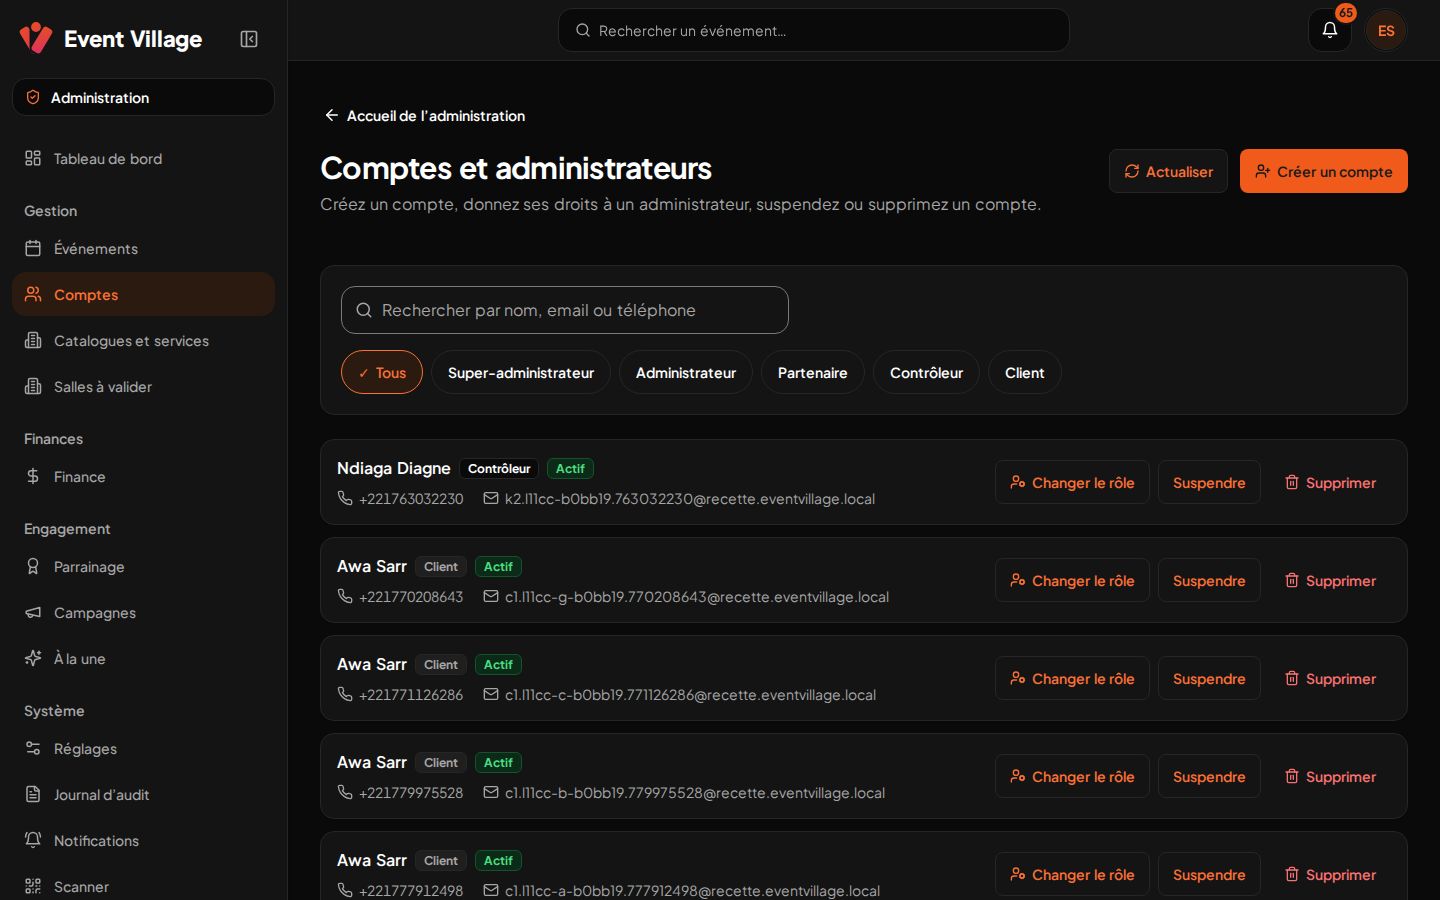 Event Village
Rechercher un événement...
65
ES
Administration
Tableau de bord
Gestion
Événements
Comptes
Catalogues et services
Salles à valider
Finances
Finance
Engagement
Parrainage
Campagnes
À la une
Système
Réglages
Journal d'audit
Notifications
Scanner
Accueil de l'administration
Comptes et administrateurs
Créez un compte, donnez ses droits à un administrateur, suspendez ou supprimez un compte.
Actualiser
Créer un compte
Rechercher par nom, email ou téléphone
✓ Tous Super-administrateur Administrateur Partenaire Contrôleur Client
Ndiaga Diagne Contrôleur Actif
+221763032230 k2.l11cc-b0bb19.763032230@recette.eventvillage.local
Changer le rôle Suspendre Supprimer
Awa Sarr Client Actif
+221770208643 c1.l11cc-g-b0bb19.770208643@recette.eventvillage.local
Changer le rôle Suspendre Supprimer
Awa Sarr Client Actif
+221771126286 c1.l11cc-c-b0bb19.771126286@recette.eventvillage.local
Changer le rôle Suspendre Supprimer
Awa Sarr Client Actif
+221779975528 c1.l11cc-b-b0bb19.779975528@recette.eventvillage.local
Changer le rôle Suspendre Supprimer
Awa Sarr Client Actif
+221777912498 c1.l11cc-a-b0bb19.777912498@recette.eventvillage.local
Changer le rôle Suspendre Supprimer